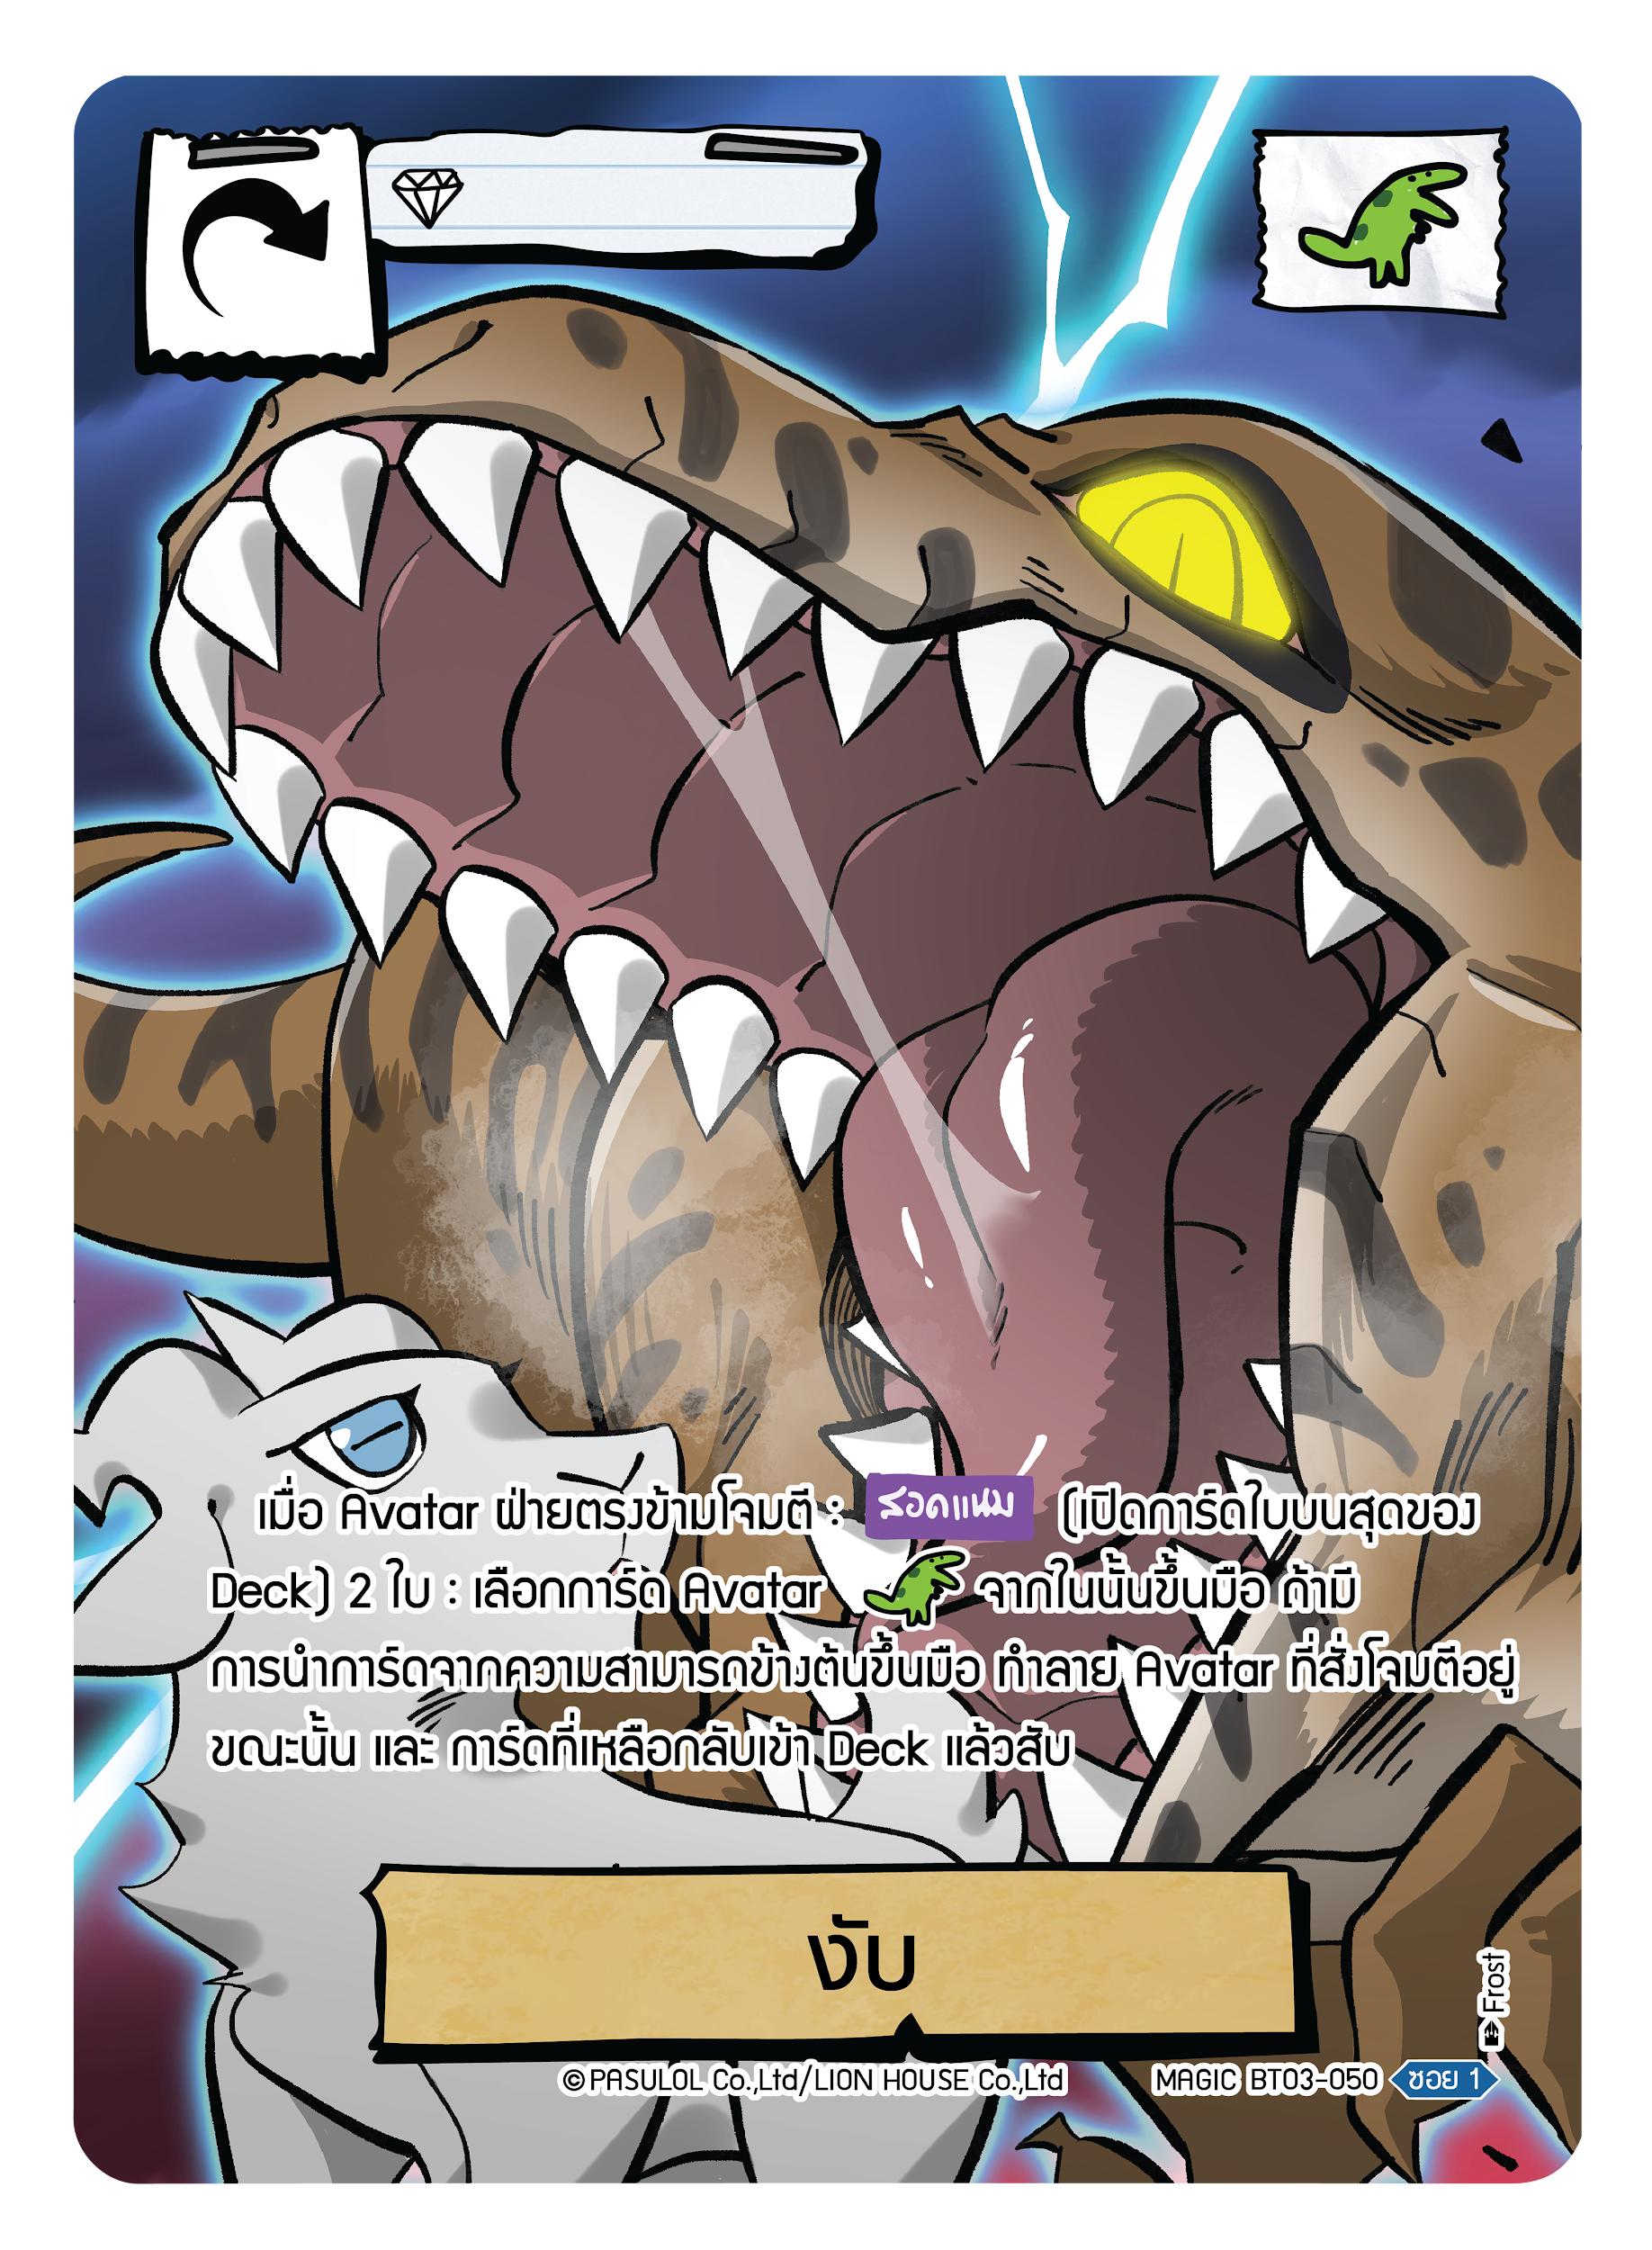 เมื่อ Avatar ฝ่ายตรงข้ามโจมตี : สอดแนม (เปิดการ์ดใบบนสุดของ
Deck) 2 ใบ : เลือกการ์ด Avatar จากในนั้นขึ้นมือ ถ้ามี
การนำการ์ดจากความสามารถข้างต้นขึ้นมือ ทำลาย Avatar ที่สั่งโจมตีอยู่
ขณะนั้น และ การ์ดที่เหลือกลับเข้า Deck แล้วสับ
งับ
Frost
©PASULOL Co.,Ltd/LION HOUSE Co.,Ltd MAGIC BT03-050 ซอย 1